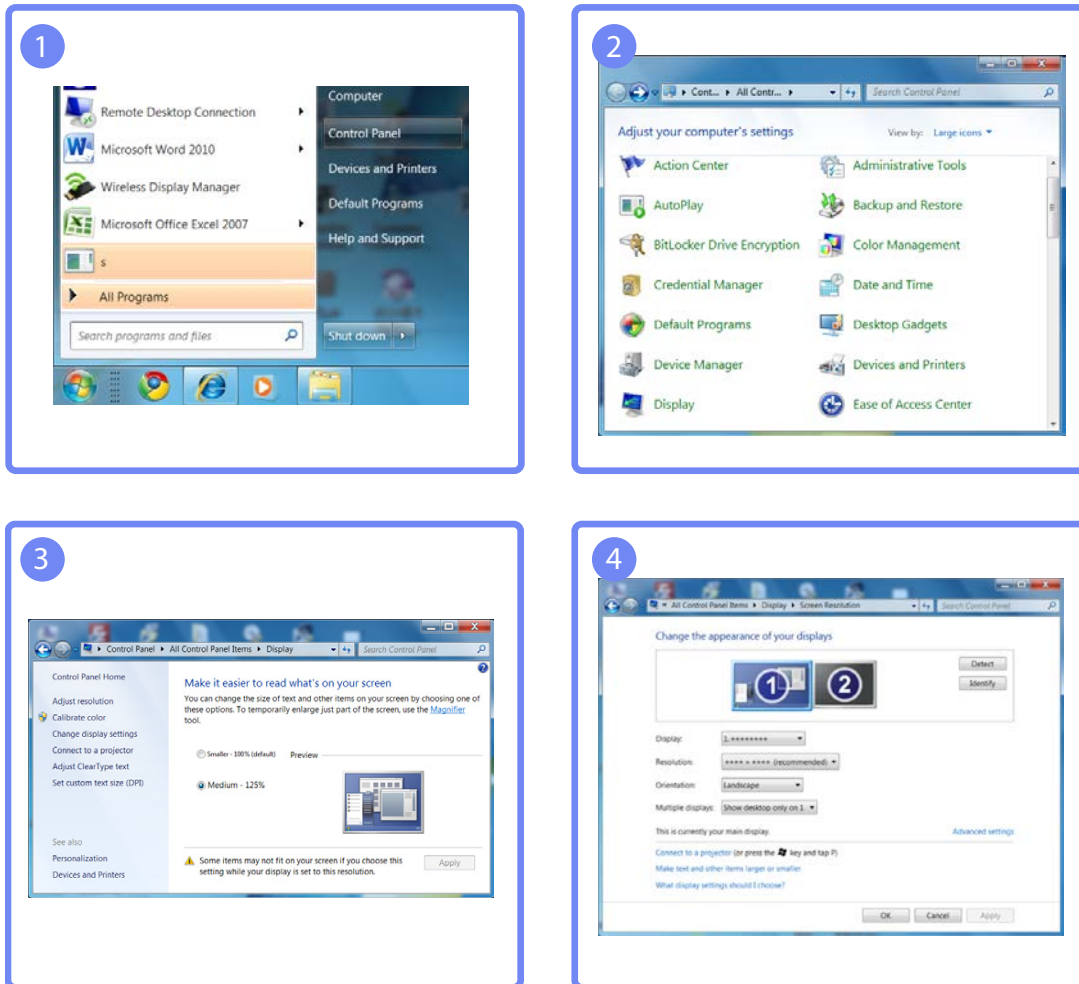 1
Remote Desktop Connection
Microsoft Word 2010
Wireless Display Manager
Microsoft Office Excel 2007
s
All Programs
Search programs and files
Computer
Control Panel
Devices and Printers
Default Programs
Help and Support
Shut down
2
Cont... All Contr...
Search Control Panel
Adjust your computer's settings
View by: Large icons
Action Center
Administrative Tools
AutoPlay
Backup and Restore
BitLocker Drive Encryption
Color Management
Credential Manager
Date and Time
Default Programs
Desktop Gadgets
Device Manager
Devices and Printers
Display
Ease of Access Center
3
Control Panel All Control Panel Items Display
Search Control Panel
Control Panel Home
Adjust resolution
Calibrate color
Change display settings
Connect to a projector
Adjust ClearType text
Set custom text size (DPI)
See also
Personalization
Devices and Printers
Make it easier to read what's on your screen
You can change the size of text and other items on your screen by choosing one of
these options. To temporarily enlarge just part of the screen, use the Magnifier
tool.
Smaller - 100% (default) Preview
Medium - 125%
Some items may not fit on your screen if you choose this
setting while your display is set to this resolution.
Apply
4
All Control Panel Items Display Screen Resolution
Search Control Panel
Change the appearance of your displays
1 2
Detect
Identify
Display: 1. ********
Resolution: **** x **** (recommended)
Orientation: Landscape
Multiple displays: Show desktop only on 1
This is currently your main display.
Advanced settings
Connect to a projector (or press the key and tap P)
Make text and other items larger or smaller
What display settings should I choose?
OK Cancel Apply